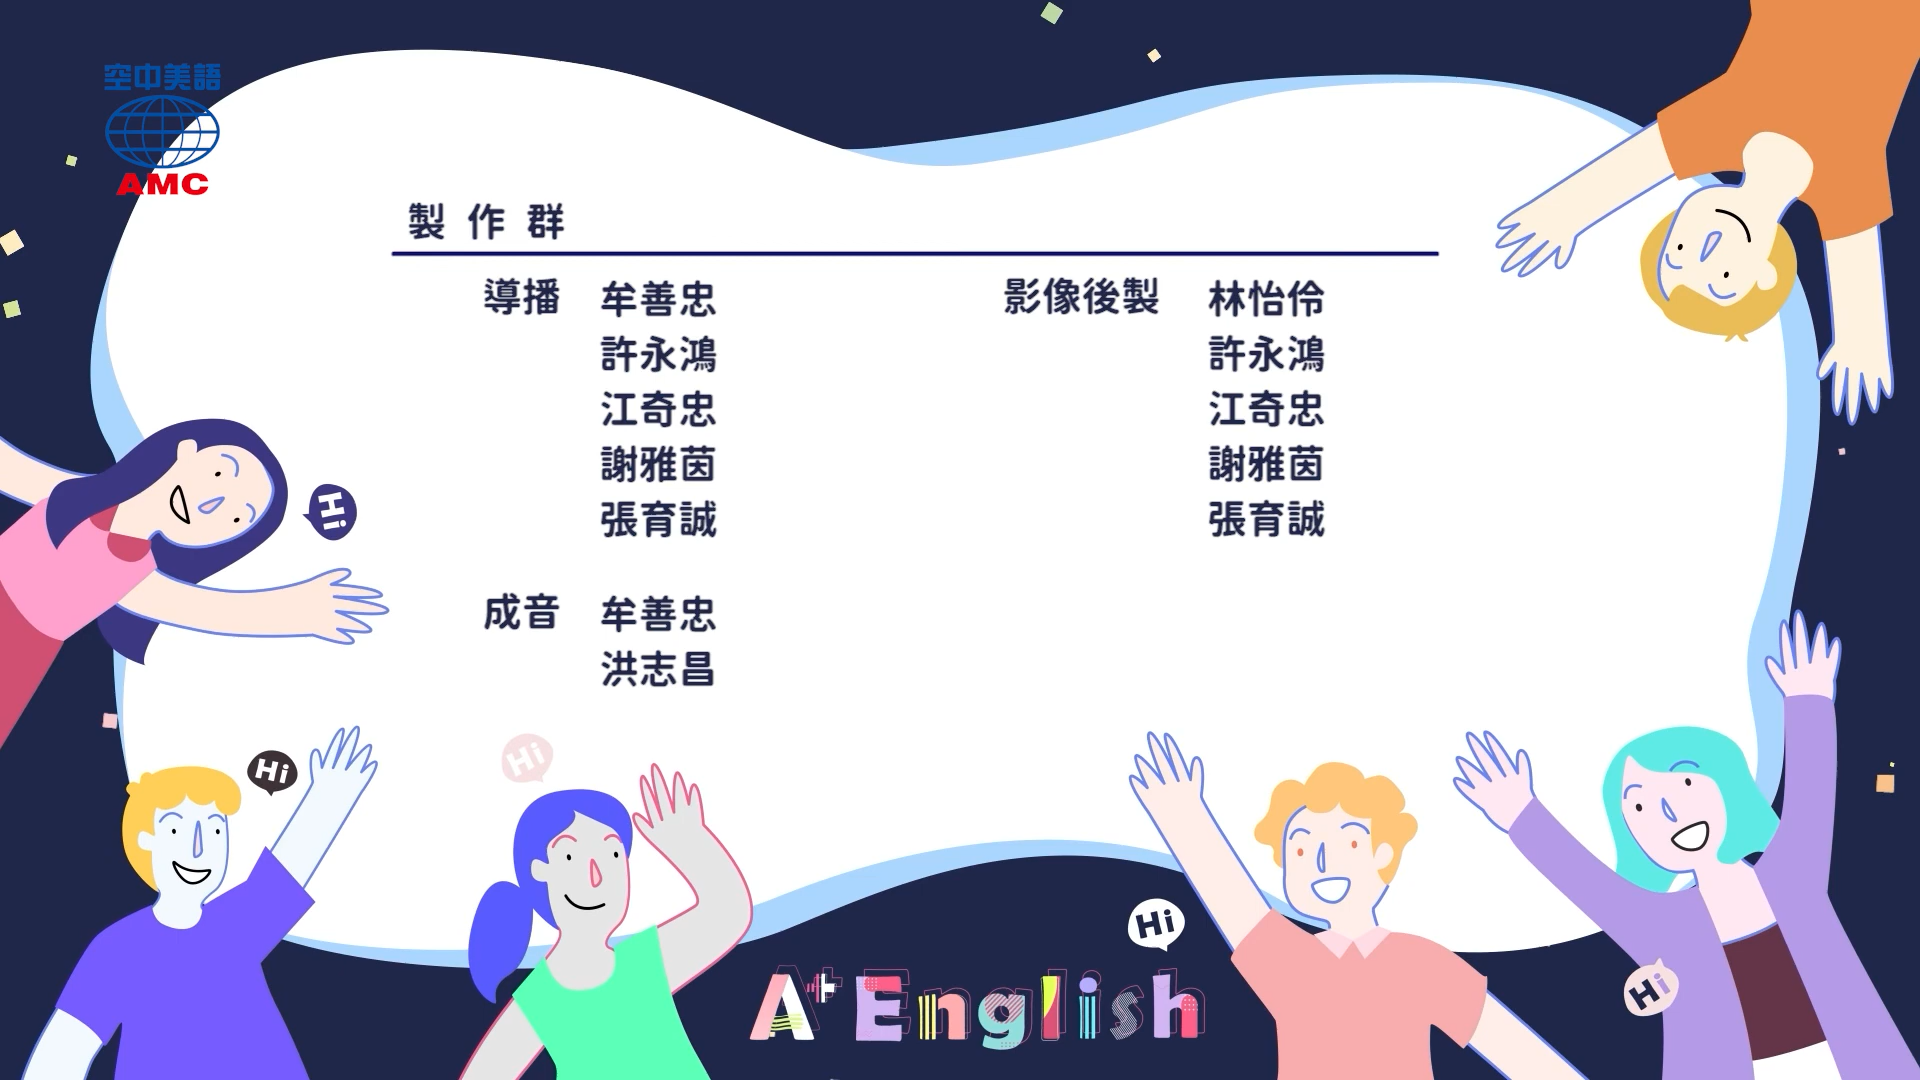 空中美語
AMC
製作群
導播 牟善忠
許永鴻
江奇忠
謝雅茵
張育誠
影像後製 林怡伶
許永鴻
江奇忠
謝雅茵
張育誠
成音 牟善忠
洪志昌
Hi
Hi
Hi
Hi
Hi
A+ English